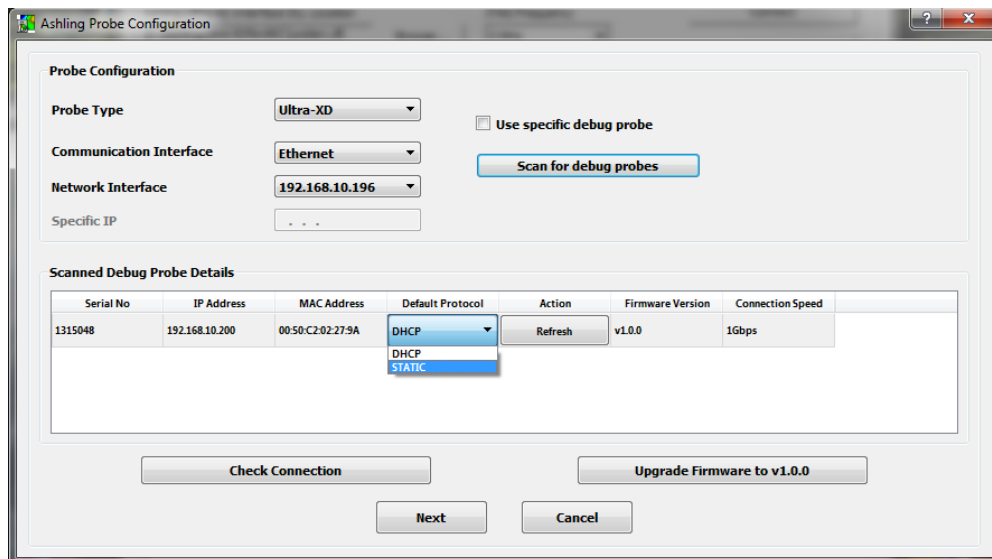 Ashling Probe Configuration
Probe Configuration
Probe Type
Ultra-XD
Use specific debug probe
Communication Interface
Ethernet
Scan for debug probes
Network Interface
192.168.10.196
Specific IP
. . .
Scanned Debug Probe Details
Serial No IP Address MAC Address Default Protocol Action Firmware Version Connection Speed
1315048 192.168.10.200 00:50:C2:02:27:9A DHCP Refresh v1.0.0 1Gbps
DHCP
STATIC
Check Connection
Upgrade Firmware to v1.0.0
Next
Cancel